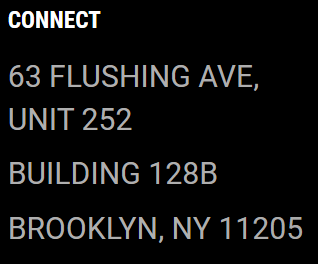 CONNECT
63 FLUSHING AVE,
UNIT 252
BUILDING 128B
BROOKLYN, NY 11205